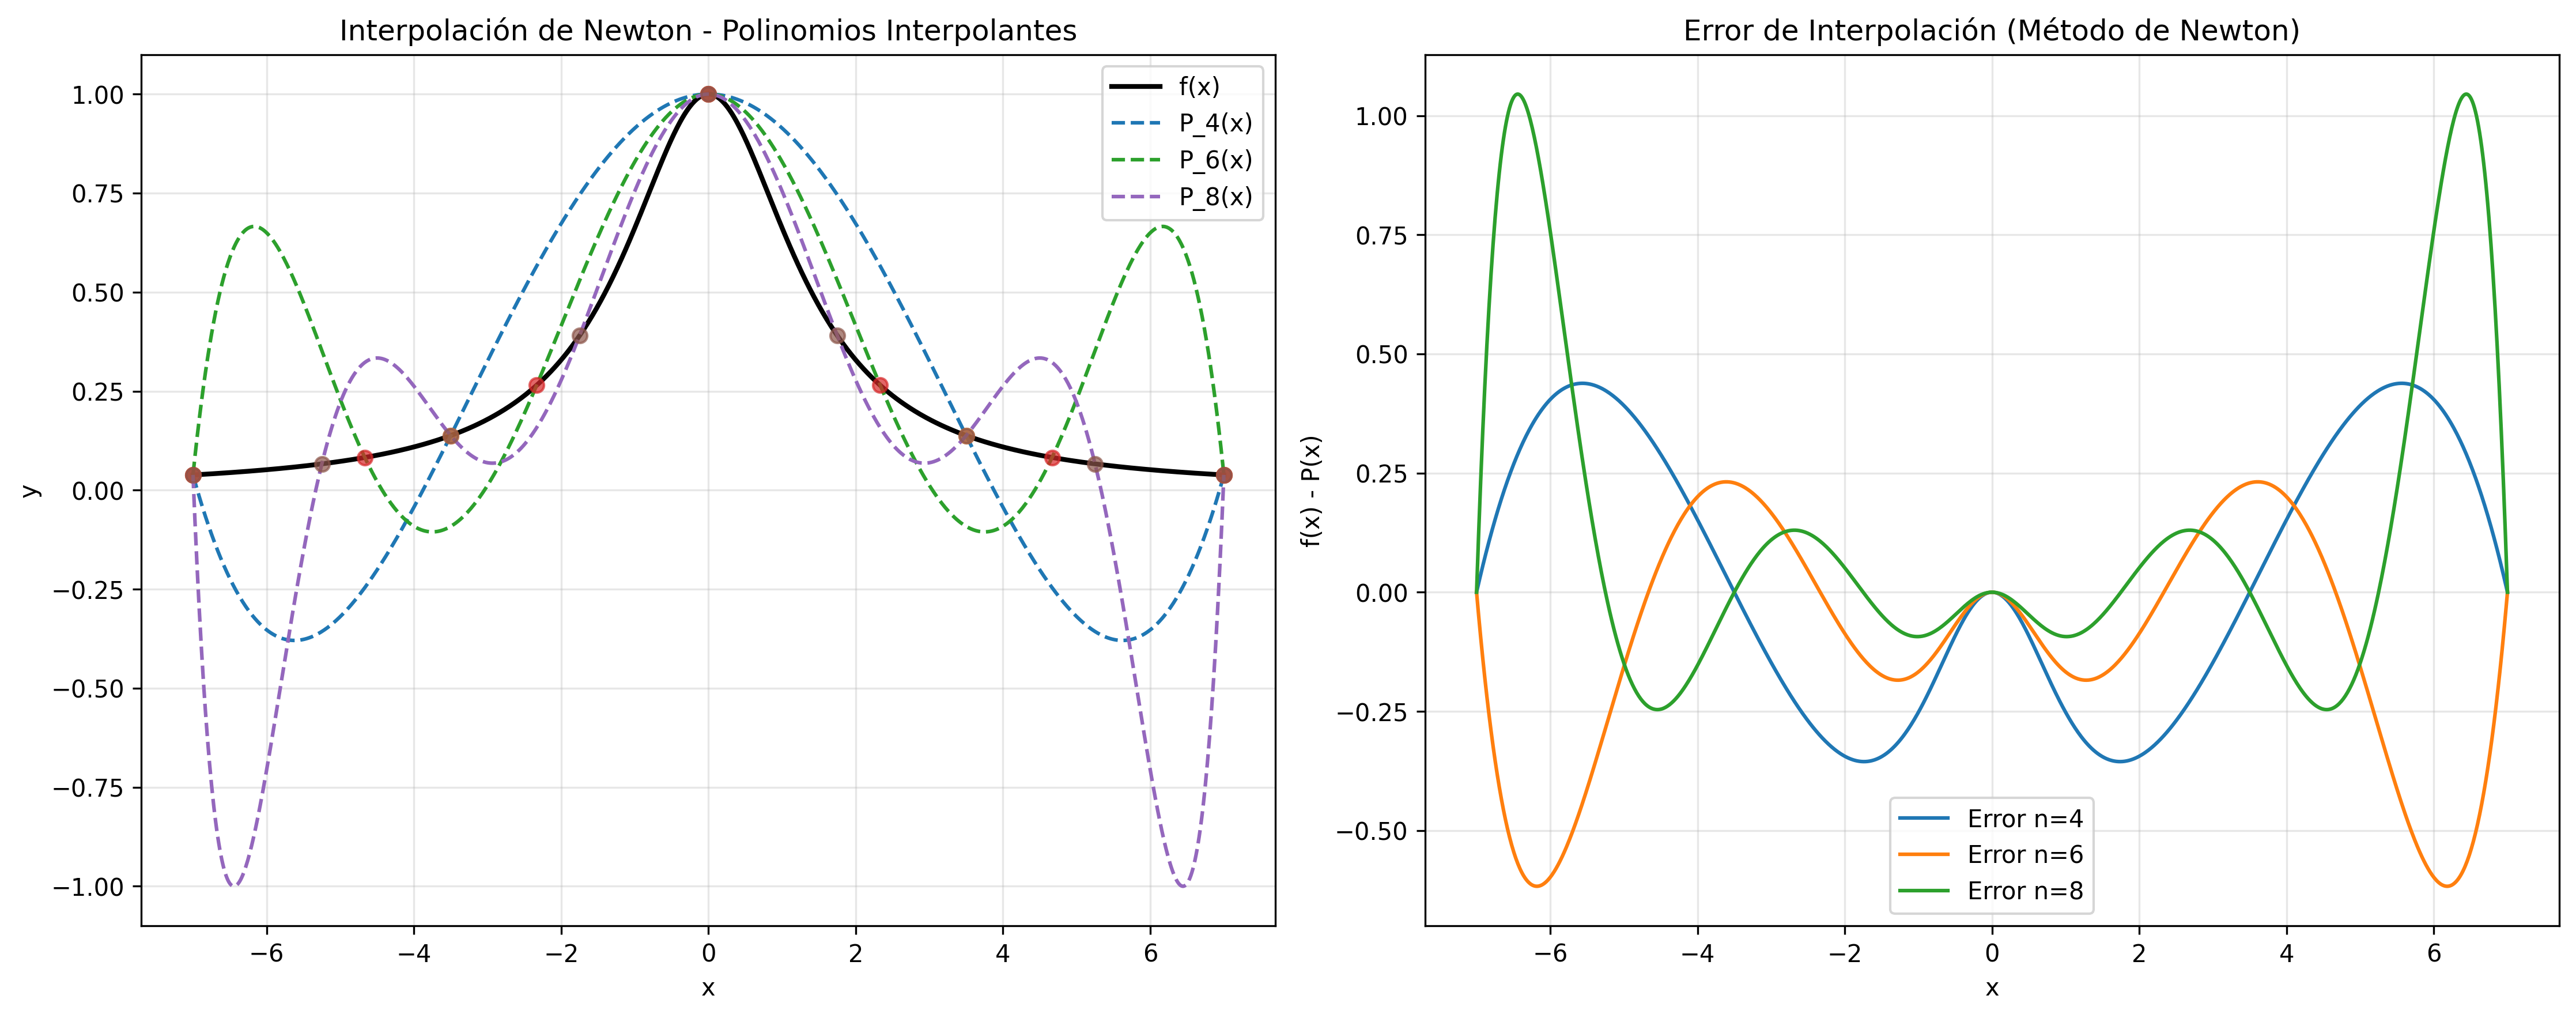 Interpolación de Newton - Polinomios Interpolantes
f(x)
P_4(x)
P_6(x)
P_8(x)
1.00
0.75
0.50
0.25
0.00
−0.25
−0.50
−0.75
−1.00
y
−6
−4
−2
0
2
4
6
x
Error de Interpolación (Método de Newton)
1.00
0.75
0.50
0.25
0.00
−0.25
−0.50
f(x) - P(x)
Error n=4
Error n=6
Error n=8
−6
−4
−2
0
2
4
6
x